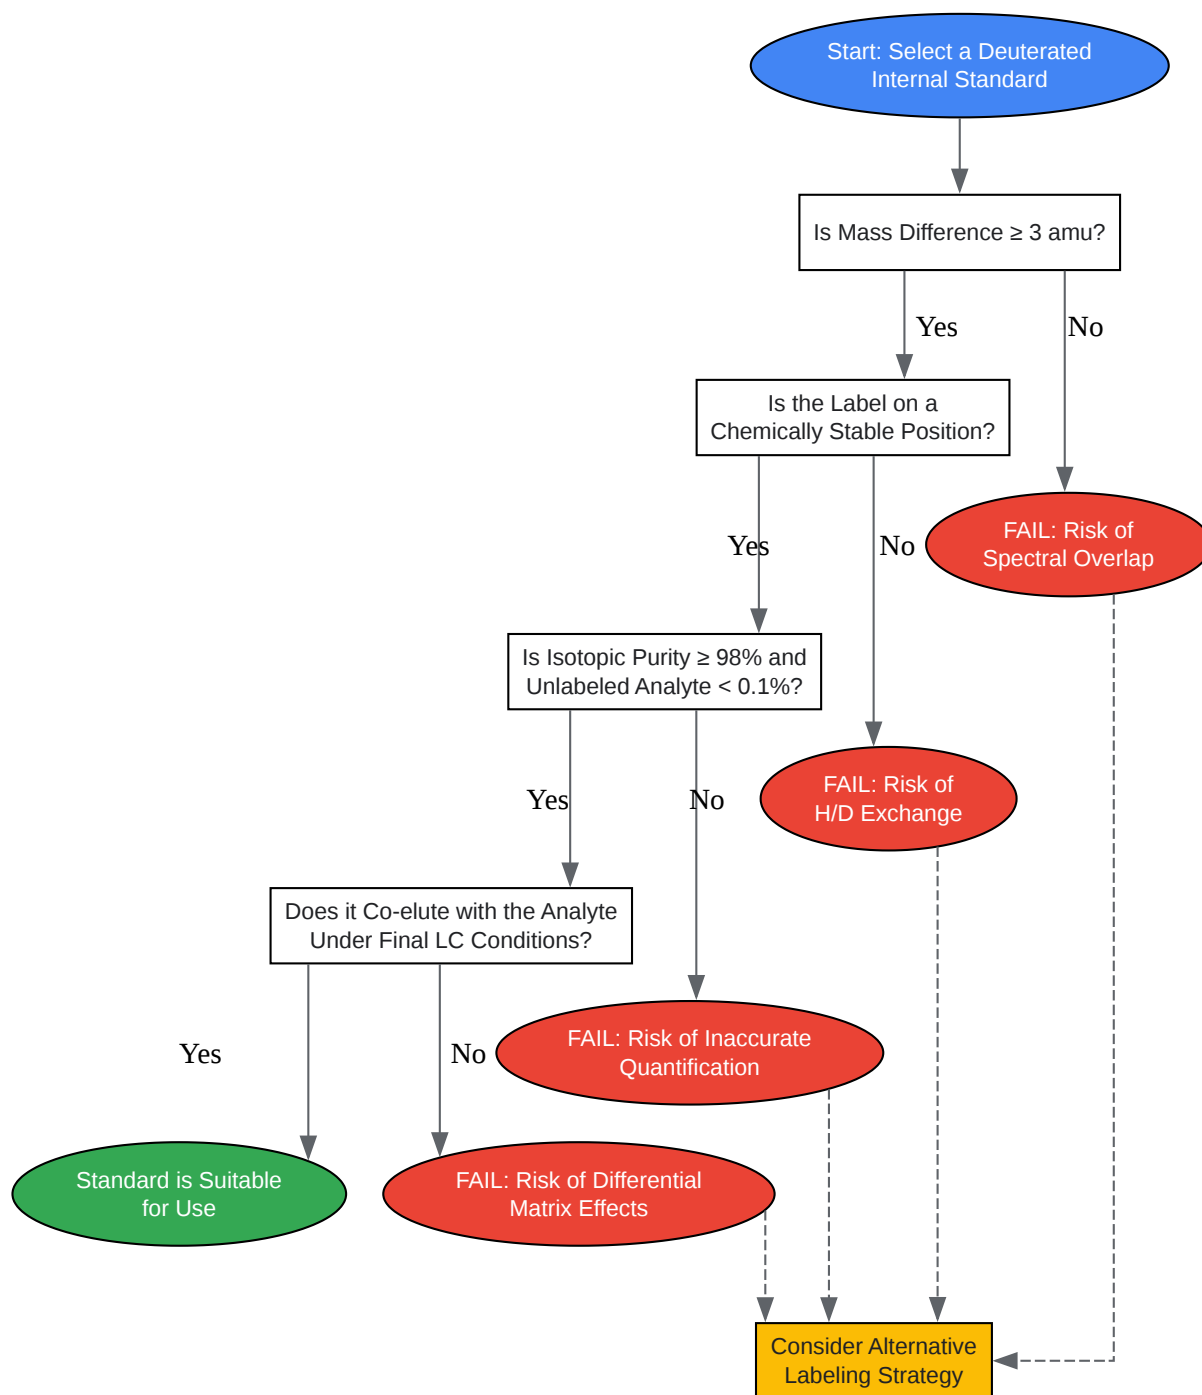 Start: Select a Deuterated
Internal Standard
Is Mass Difference ≥ 3 amu?
Yes
No
Is the Label on a
Chemically Stable Position?
Yes
No
FAIL: Risk of
Spectral Overlap
Is Isotopic Purity ≥ 98% and
Unlabeled Analyte < 0.1%?
Yes
No
FAIL: Risk of
H/D Exchange
Does it Co-elute with the Analyte
Under Final LC Conditions?
Yes
No
FAIL: Risk of Inaccurate
Quantification
Standard is Suitable
for Use
FAIL: Risk of Differential
Matrix Effects
Consider Alternative
Labeling Strategy